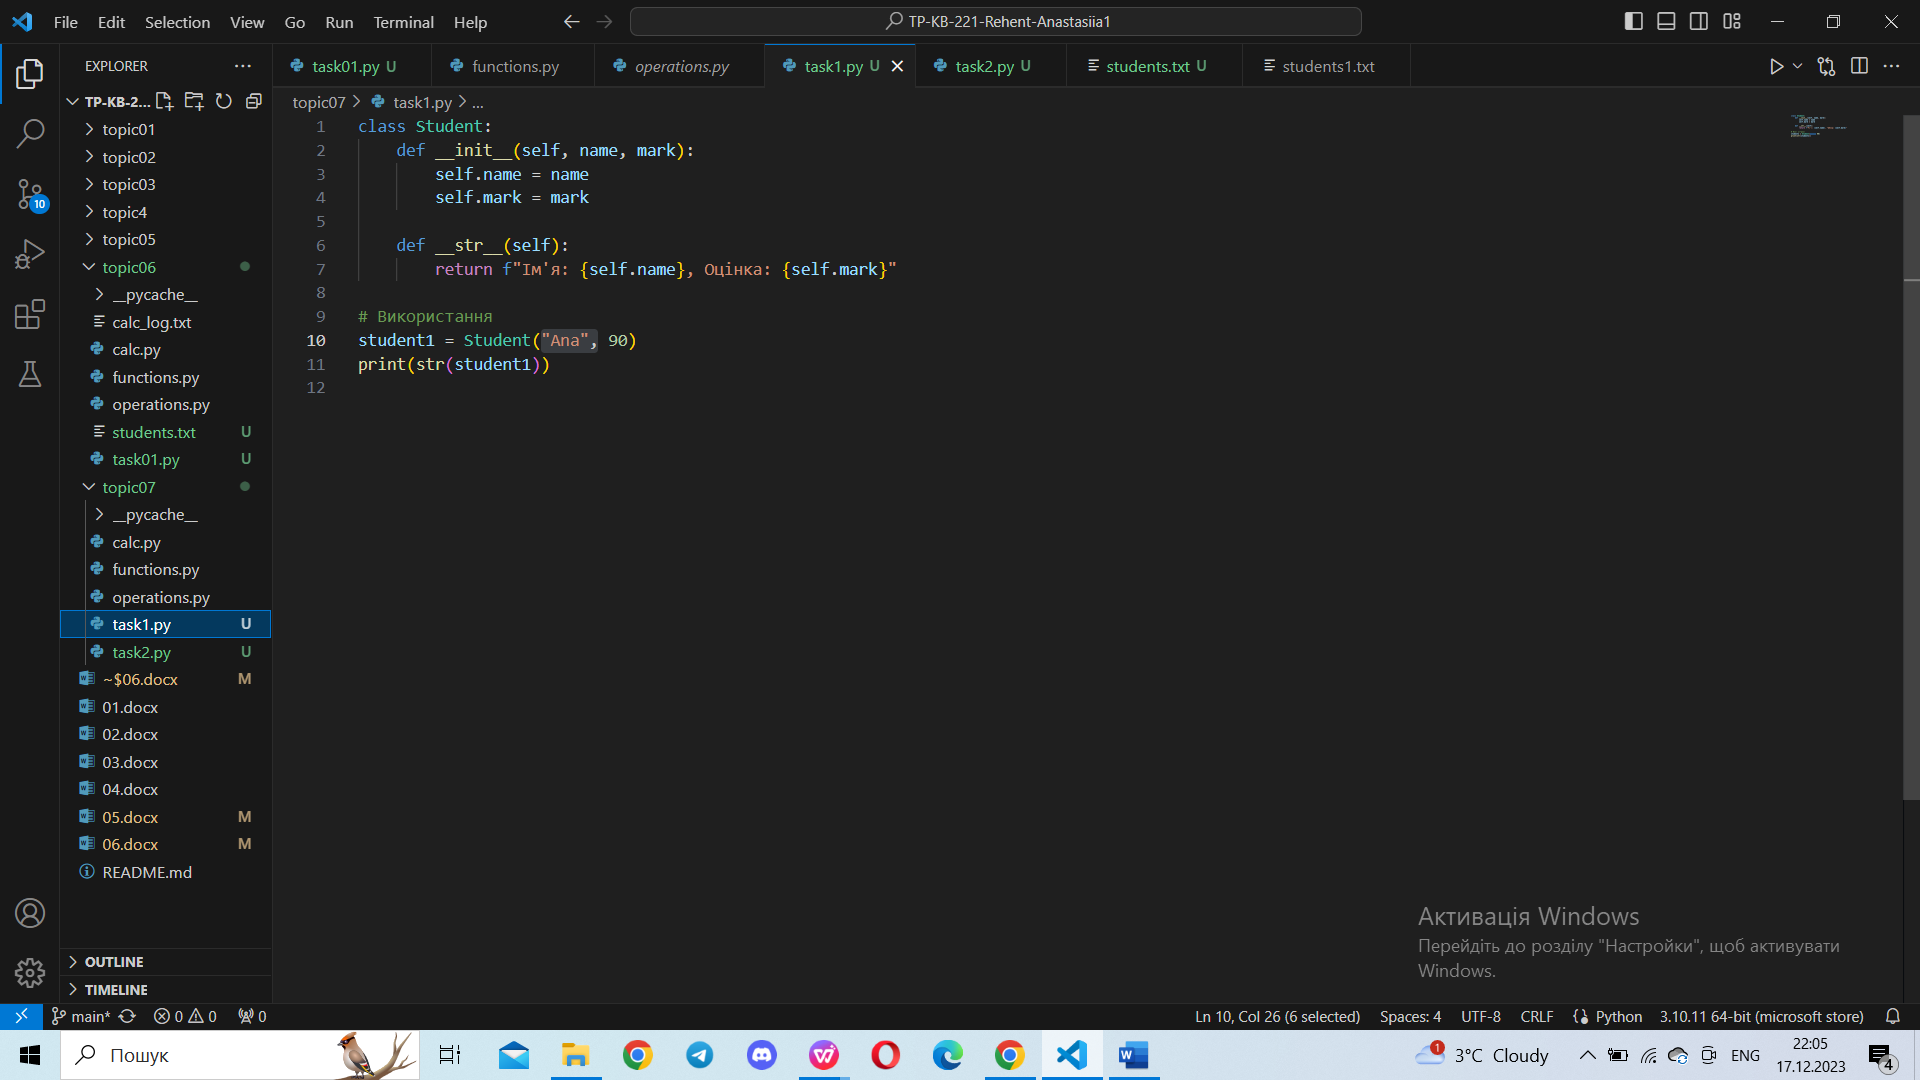 File Edit Selection View Go Run Terminal Help
TP-KB-221-Rehent-Anastasiia1
EXPLORER
task01.py U
functions.py
operations.py
task1.py U
task2.py U
students.txt U
students1.txt
TP-KB-2...
topic07 > task1.py > ...
topic01
topic02
topic03
topic4
topic05
topic06
__pycache__
calc_log.txt
calc.py
functions.py
operations.py
students.txt U
task01.py U
topic07
__pycache__
calc.py
functions.py
operations.py
task1.py U
task2.py U
~$06.docx M
01.docx
02.docx
03.docx
04.docx
05.docx M
06.docx M
README.md
OUTLINE
TIMELINE
10
1 class Student:
2 def __init__(self, name, mark):
3 self.name = name
4 self.mark = mark
5
6 def __str__(self):
7 return f"Ім'я: {self.name}, Оцінка: {self.mark}"
8
9 # Використання
10 student1 = Student("Ana", 90)
11 print(str(student1))
12
Активація Windows
Перейдіть до розділу "Настройки", щоб активувати
Windows.
main* 0 0 0
Ln 10, Col 26 (6 selected) Spaces: 4 UTF-8 CRLF Python 3.10.11 64-bit (microsoft store)
Пошук
1
3°C Cloudy
ENG
22:05
17.12.2023
4